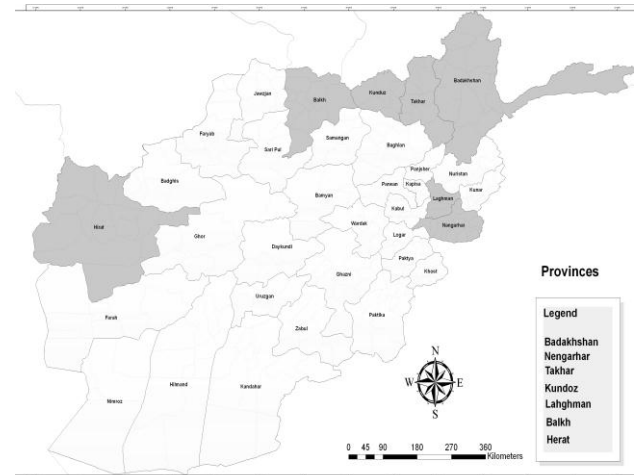 Jawzjan
Balkh
Kunduz
Takhar
Badakhshan
Faryab
Sari Pul
Samangan
Baghlan
Badghis
Panjsher
Nuristan
Bamyan
Parwan
Kapisa
Laghman
Kunar
Hirat
Kabul
Nangarhar
Ghor
Wardak
Daykundi
Logar
Paktya
Khost
Ghazni
Uruzgan
Paktika
Farah
Zabul
Nimroz
Hilmand
Kandahar
Provinces
Legend
Badakhshan
Nengarhar
Takhar
Kundoz
Lahghman
Balkh
Herat
N
W E
S
0 45 90 180 270 360
Kilometers